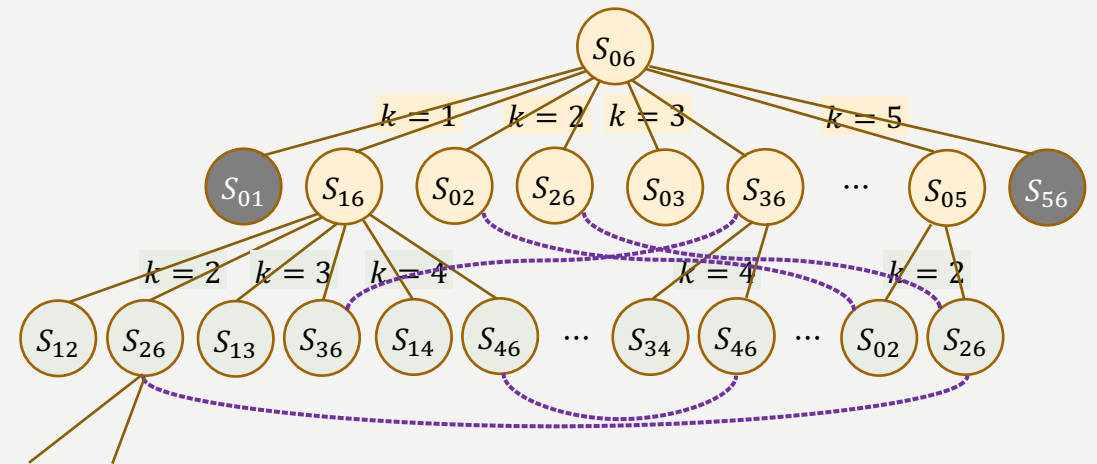 S₀₆
k = 1 k = 2 k = 3 k = 5
S₀₁ S₁₆ S₀₂ S₂₆ S₀₃ S₃₆ ... S₀₅ S₅₆
k = 2 k = 3 k = 4 k = 4 k = 2
S₁₂ S₂₆ S₁₃ S₃₆ S₁₄ S₄₆ ... S₃₄ S₄₆ ... S₀₂ S₂₆